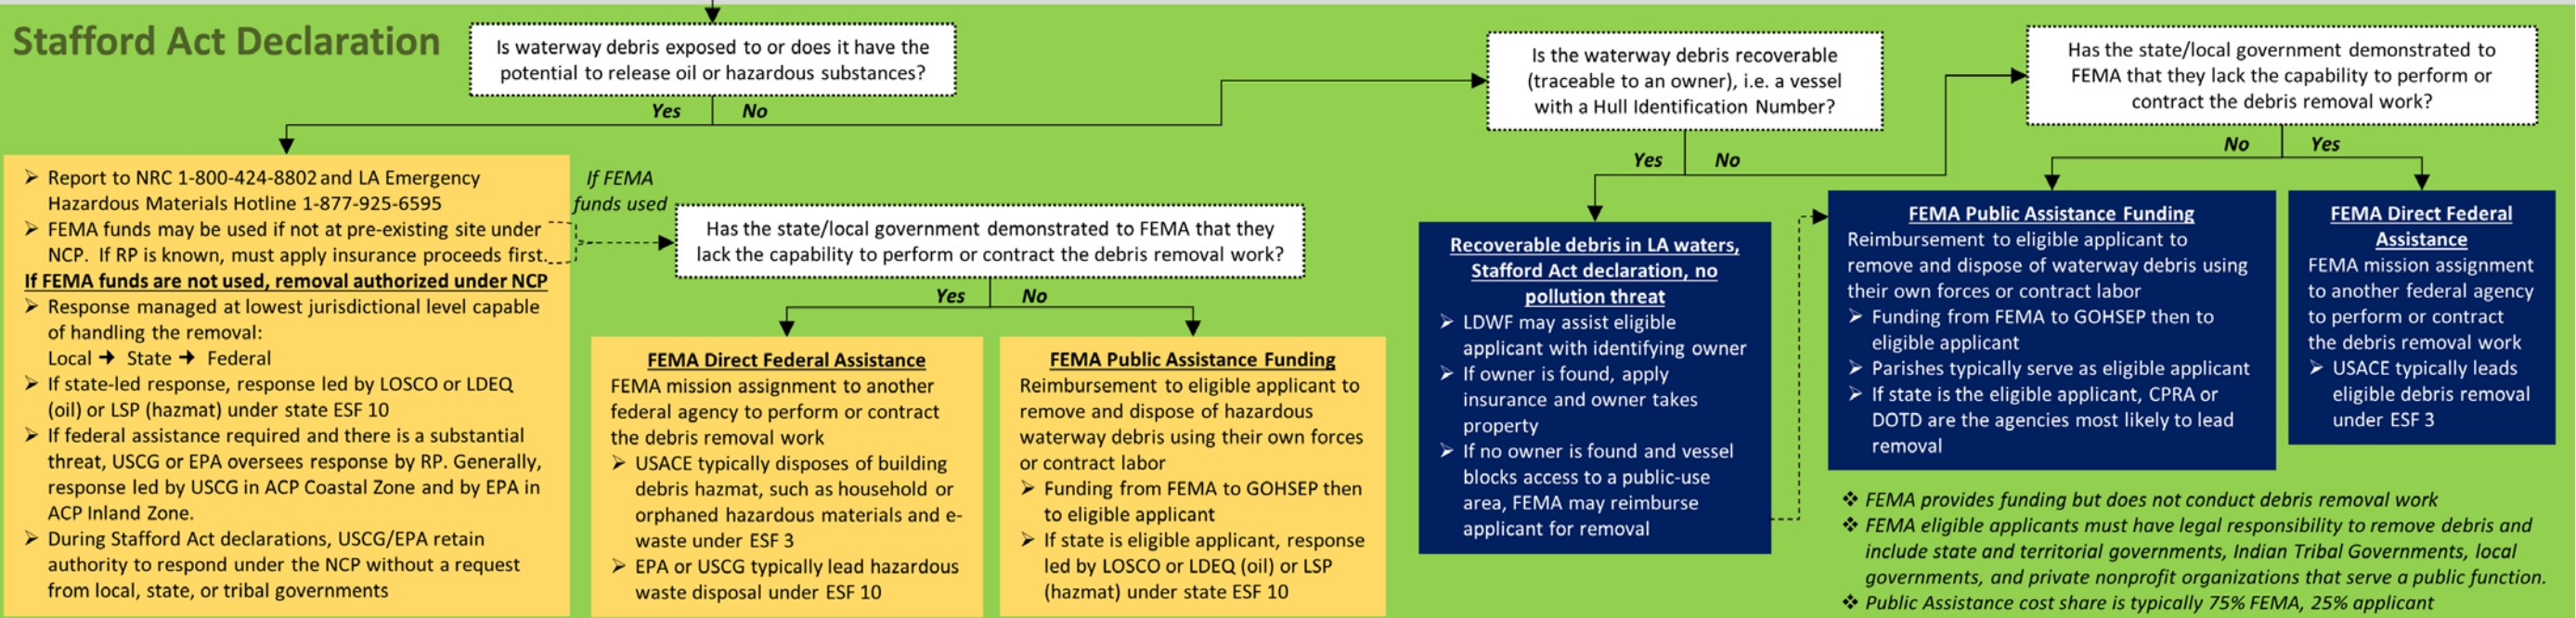 Stafford Act Declaration
Is waterway debris exposed to or does it have the
potential to release oil or hazardous substances?
Yes
No
➢ Report to NRC 1-800-424-8802 and LA Emergency
Hazardous Materials Hotline 1-877-925-6595
➢ FEMA funds may be used if not at pre-existing site under
NCP. If RP is known, must apply insurance proceeds first.
If FEMA funds are not used, removal authorized under NCP
➢ Response managed at lowest jurisdictional level capable
of handling the removal:
Local ➔ State ➔ Federal
➢ If state-led response, response led by LOSCO or LDEQ
(oil) or LSP (hazmat) under state ESF 10
➢ If federal assistance required and there is a substantial
threat, USCG or EPA oversees response by RP. Generally,
response led by USCG in ACP Coastal Zone and by EPA in
ACP Inland Zone.
➢ During Stafford Act declarations, USCG/EPA retain
authority to respond under the NCP without a request
from local, state, or tribal governments
If FEMA
funds used
Has the state/local government demonstrated to FEMA that they
lack the capability to perform or contract the debris removal work?
Yes
No
FEMA Direct Federal Assistance
FEMA mission assignment to another
federal agency to perform or contract
the debris removal work
➢ USACE typically disposes of building
debris hazmat, such as household or
orphaned hazardous materials and e-
waste under ESF 3
➢ EPA or USCG typically lead hazardous
waste disposal under ESF 10
FEMA Public Assistance Funding
Reimbursement to eligible applicant to
remove and dispose of hazardous
waterway debris using their own forces
or contract labor
➢ Funding from FEMA to GOHSEP then
to eligible applicant
➢ If state is eligible applicant, response
led by LOSCO or LDEQ (oil) or LSP
(hazmat) under state ESF 10
Is the waterway debris recoverable
(traceable to an owner), i.e. a vessel
with a Hull Identification Number?
Yes
No
Recoverable debris in LA waters,
Stafford Act declaration, no
pollution threat
➢ LDWF may assist eligible
applicant with identifying owner
➢ If owner is found, apply
insurance and owner takes
property
➢ If no owner is found and vessel
blocks access to a public-use
area, FEMA may reimburse
applicant for removal
Has the state/local government demonstrated to
FEMA that they lack the capability to perform or
contract the debris removal work?
No
Yes
FEMA Public Assistance Funding
Reimbursement to eligible applicant to
remove and dispose of waterway debris using
their own forces or contract labor
➢ Funding from FEMA to GOHSEP then to
eligible applicant
➢ Parishes typically serve as eligible applicant
➢ If state is the eligible applicant, CPRA or
DOTD are the agencies most likely to lead
removal
FEMA Direct Federal
Assistance
FEMA mission assignment
to another federal agency
to perform or contract
the debris removal work
➢ USACE typically leads
eligible debris removal
under ESF 3
❖ FEMA provides funding but does not conduct debris removal work
❖ FEMA eligible applicants must have legal responsibility to remove debris and
include state and territorial governments, Indian Tribal Governments, local
governments, and private nonprofit organizations that serve a public function.
❖ Public Assistance cost share is typically 75% FEMA, 25% applicant